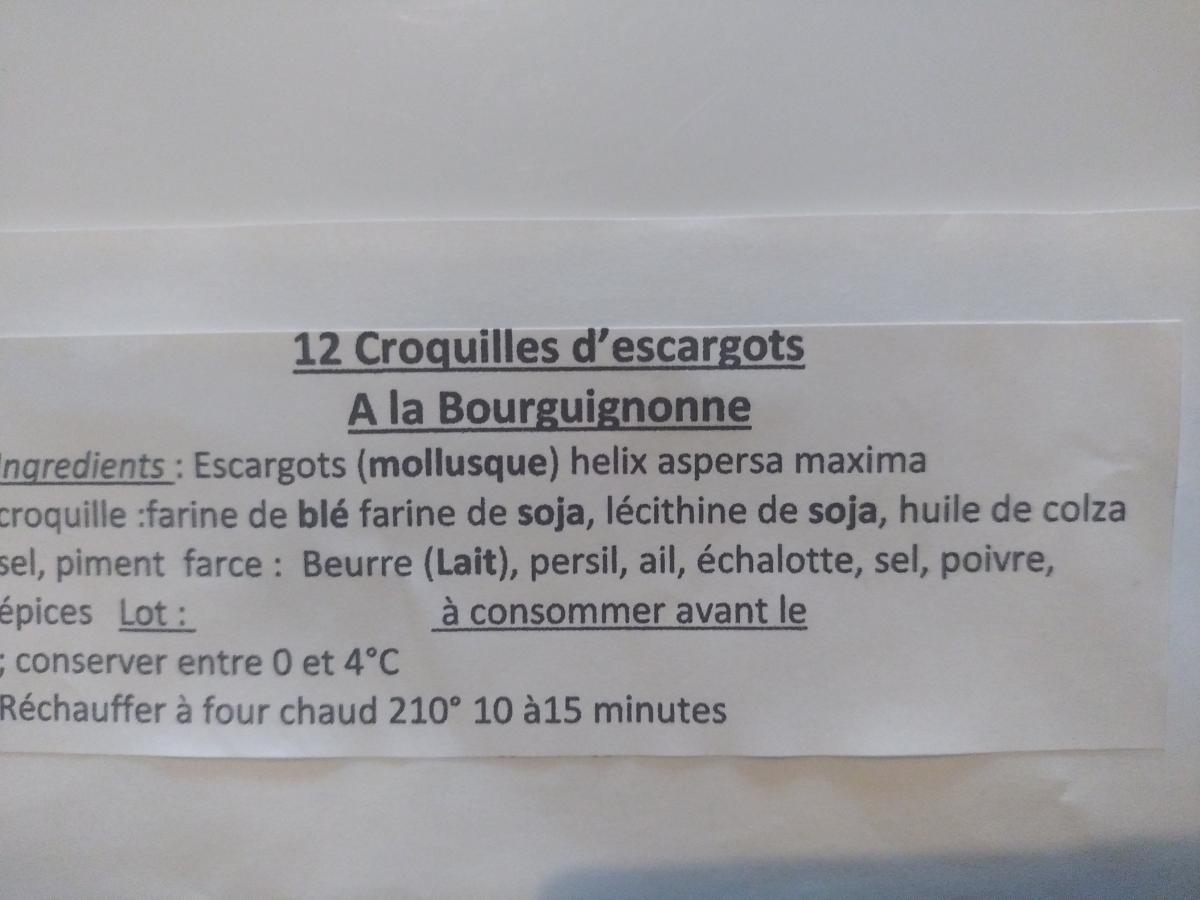 12 Croquilles d'escargots
A la Bourguignonne
Ingredients : Escargots (mollusque) helix aspersa maxima
croquille :farine de blé farine de soja, lécithine de soja, huile de colza
sel, piment farce : Beurre (Lait), persil, ail, échalotte, sel, poivre,
épices Lot : à consommer avant le
; conserver entre 0 et 4°C
Réchauffer à four chaud 210° 10 à15 minutes